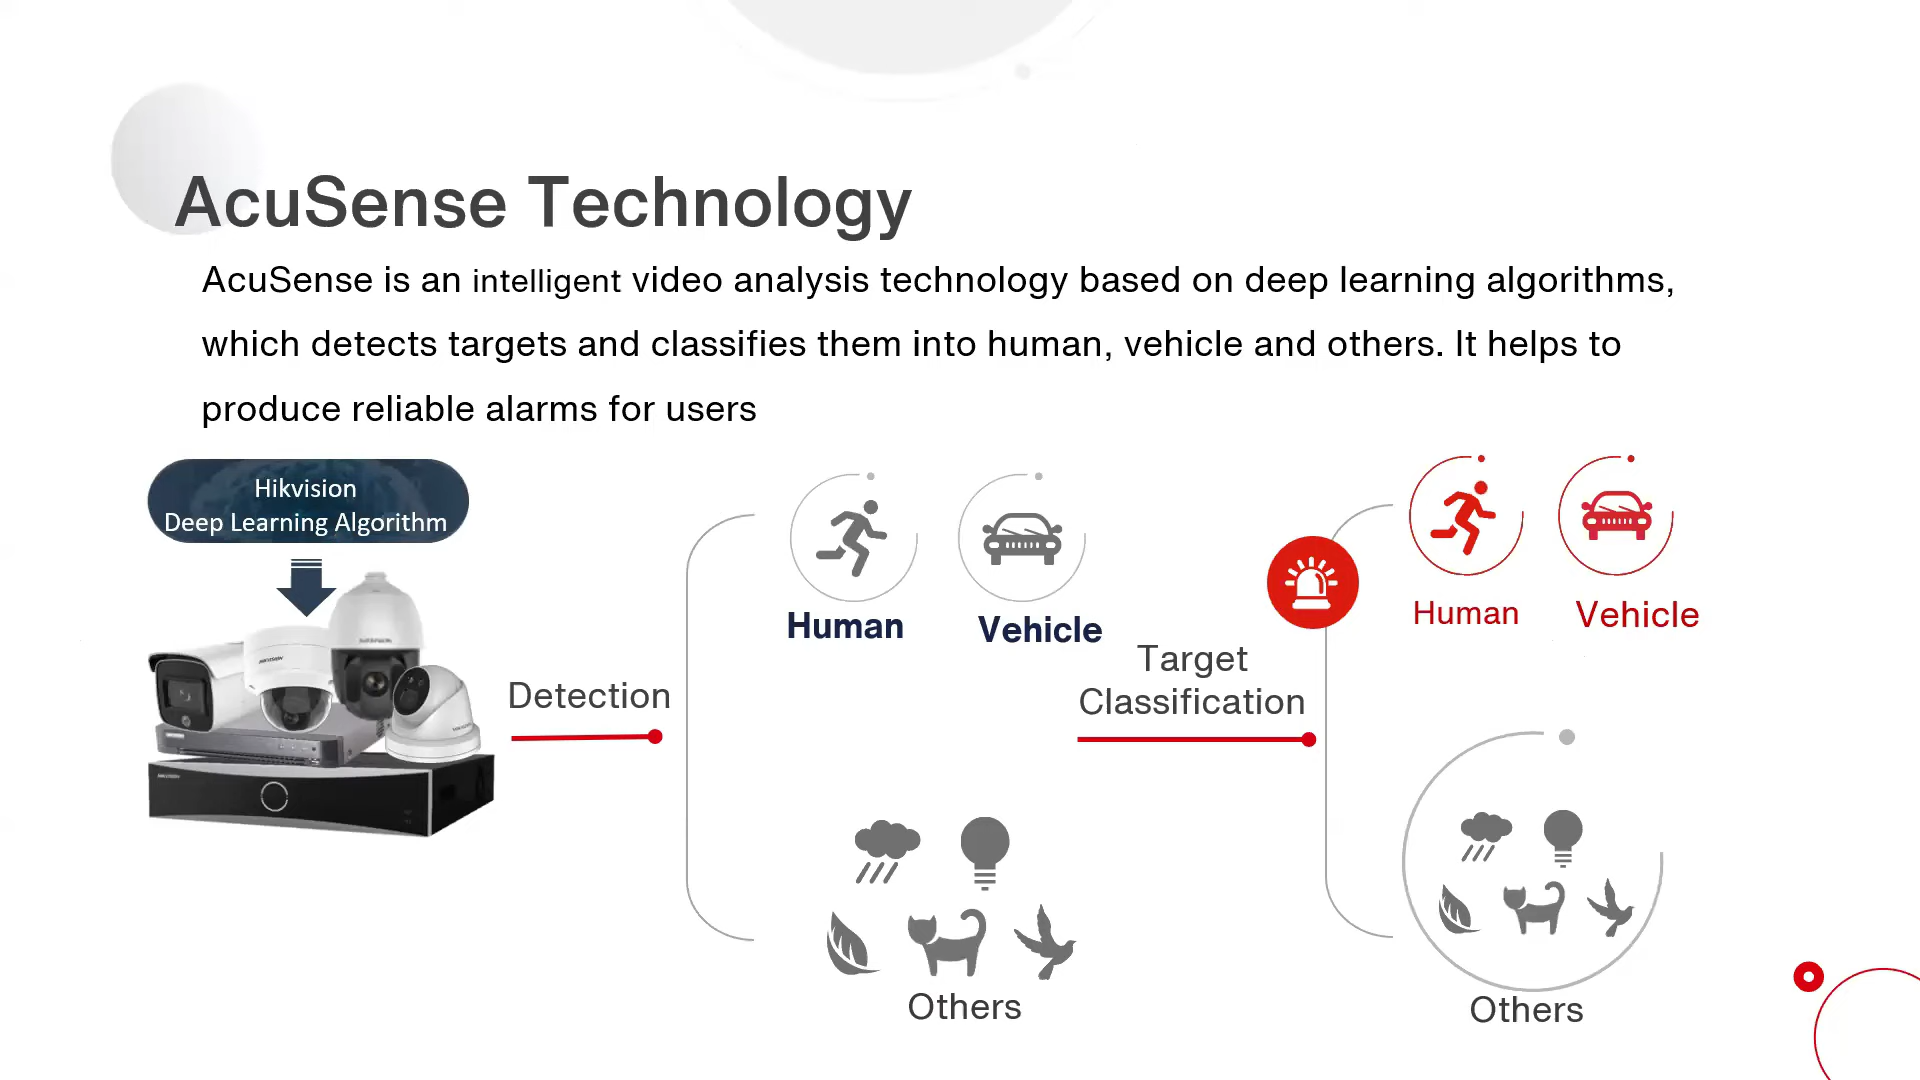 AcuSense Technology
AcuSense is an intelligent video analysis technology based on deep learning algorithms,
which detects targets and classifies them into human, vehicle and others. It helps to
produce reliable alarms for users
Hikvision
Deep Learning Algorithm
Detection
Human
Vehicle
Others
Target
Classification
Human
Vehicle
Others